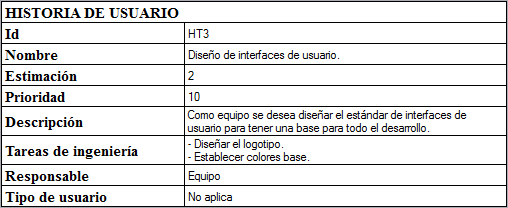 HISTORIA DE USUARIO
Id HT3
Nombre Diseño de interfaces de usuario.
Estimación 2
Prioridad 10
Descripción Como equipo se desea diseñar el estándar de interfaces de
usuario para tener una base para todo el desarrollo.
Tareas de ingeniería - Diseñar el logotipo.
- Establecer colores base.
Responsable Equipo
Tipo de usuario No aplica